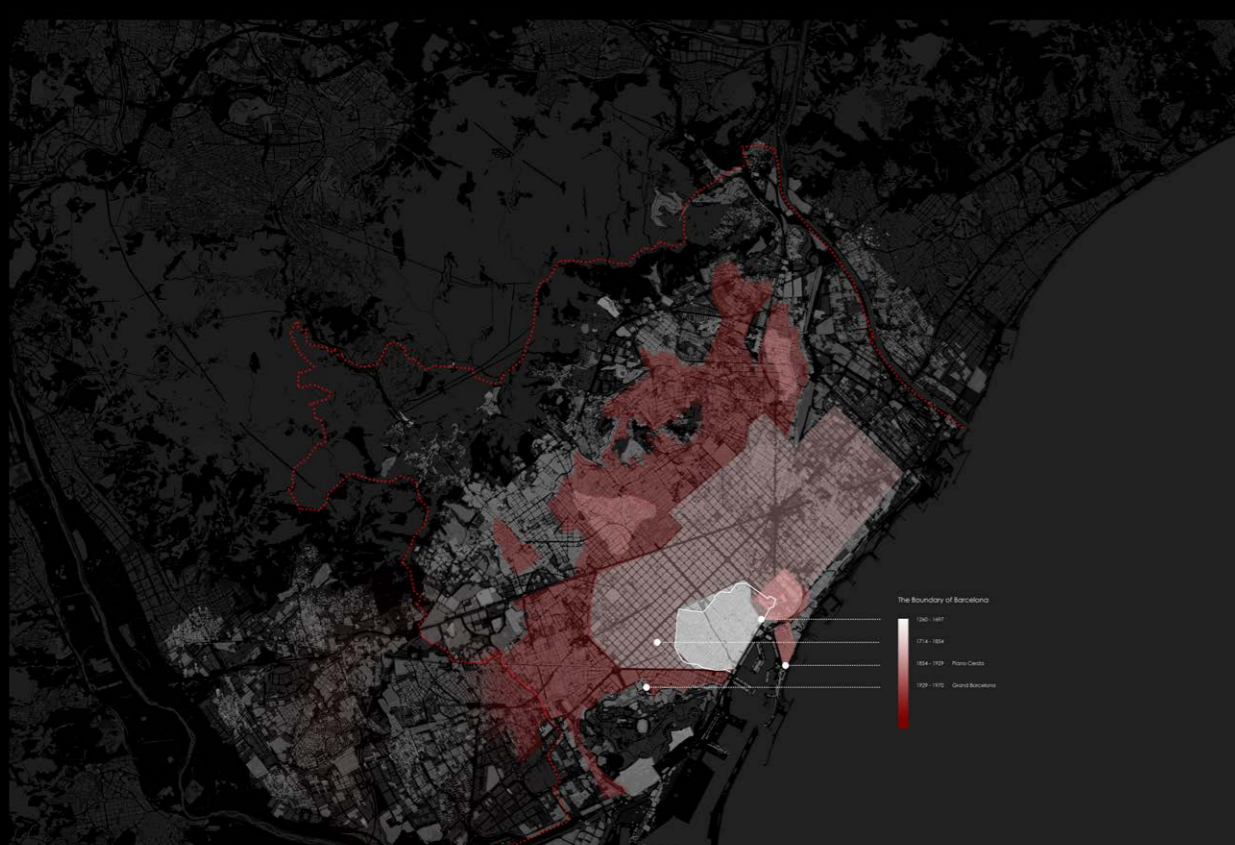 The Boundary of Barcelona
1260 - 1697
1714 - 1854
1854 - 1929 Plano Cerda
1929 - 1970 Grand Barcelona